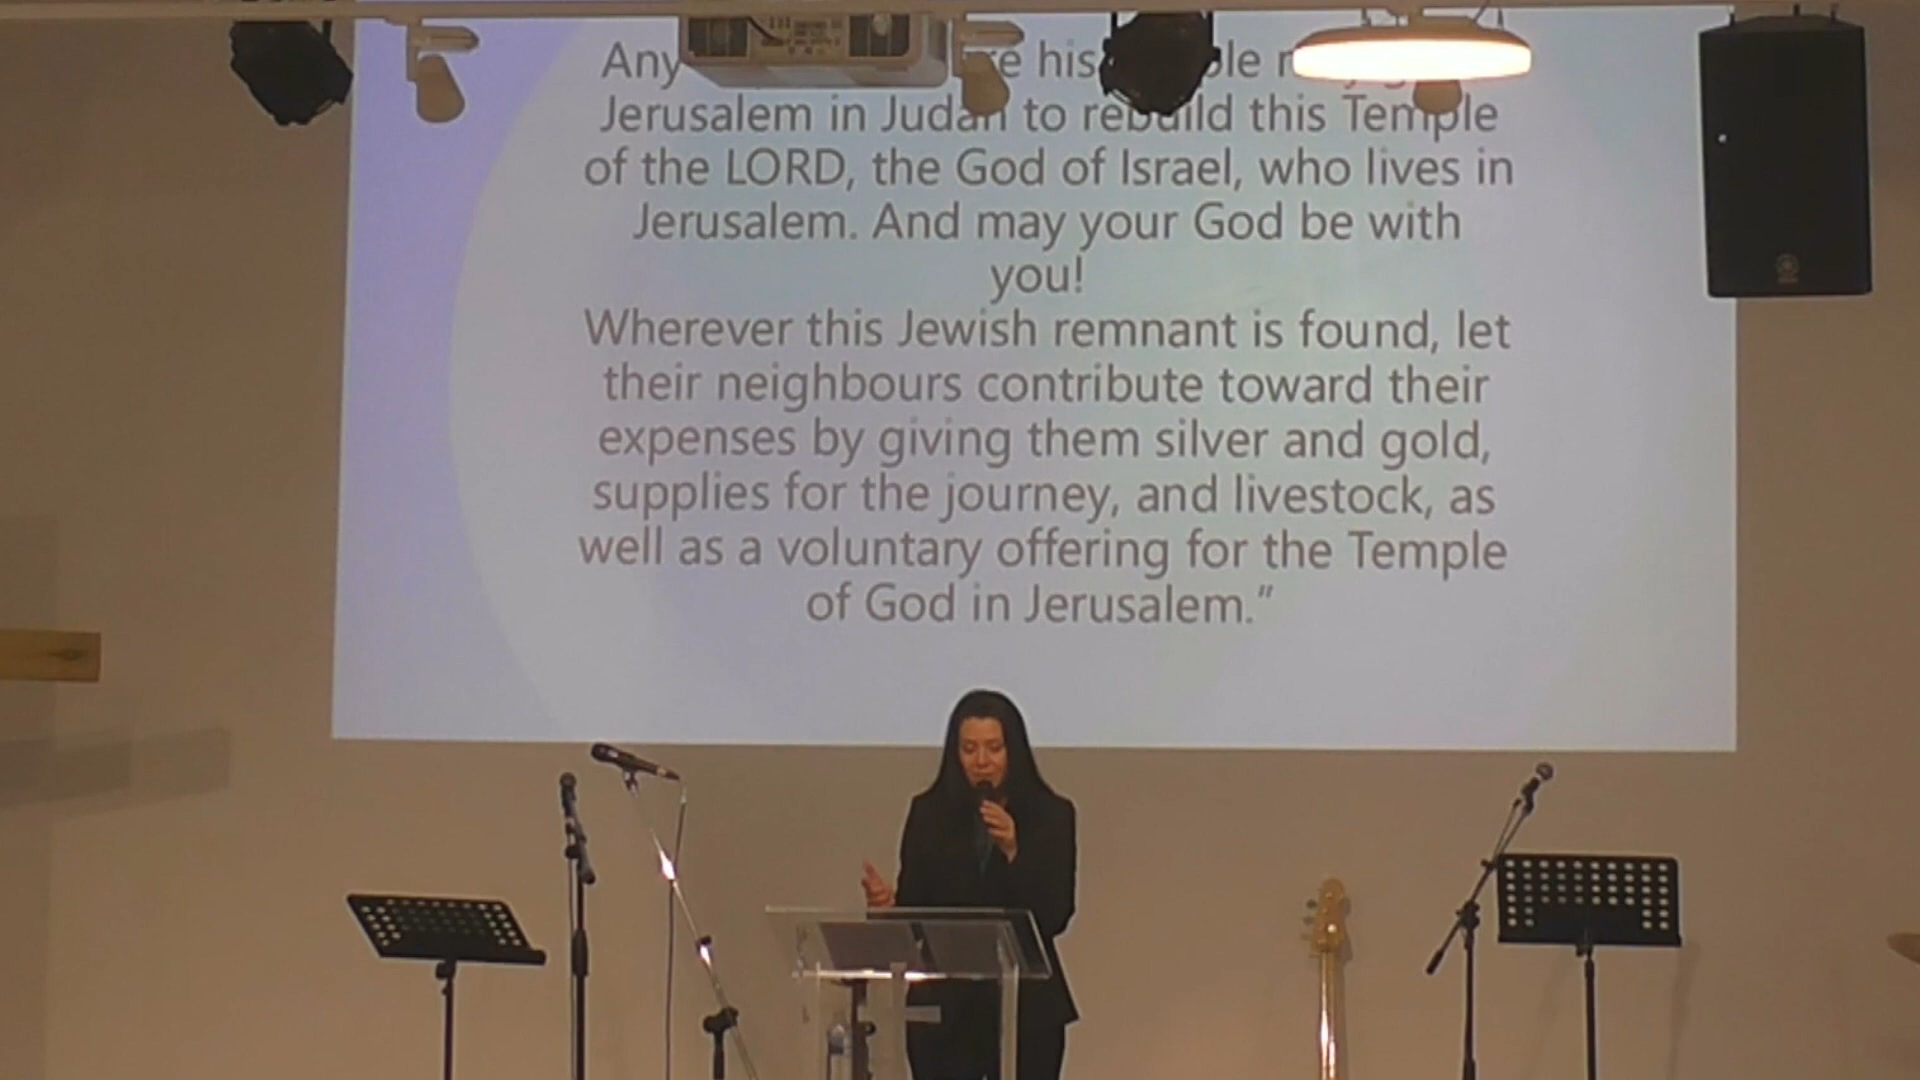 Any his
Jerusalem in Judah to rebuild this Temple
of the LORD, the God of Israel, who lives in
Jerusalem. And may your God be with
you!
Wherever this Jewish remnant is found, let
their neighbours contribute toward their
expenses by giving them silver and gold,
supplies for the journey, and livestock, as
well as a voluntary offering for the Temple
of God in Jerusalem.”